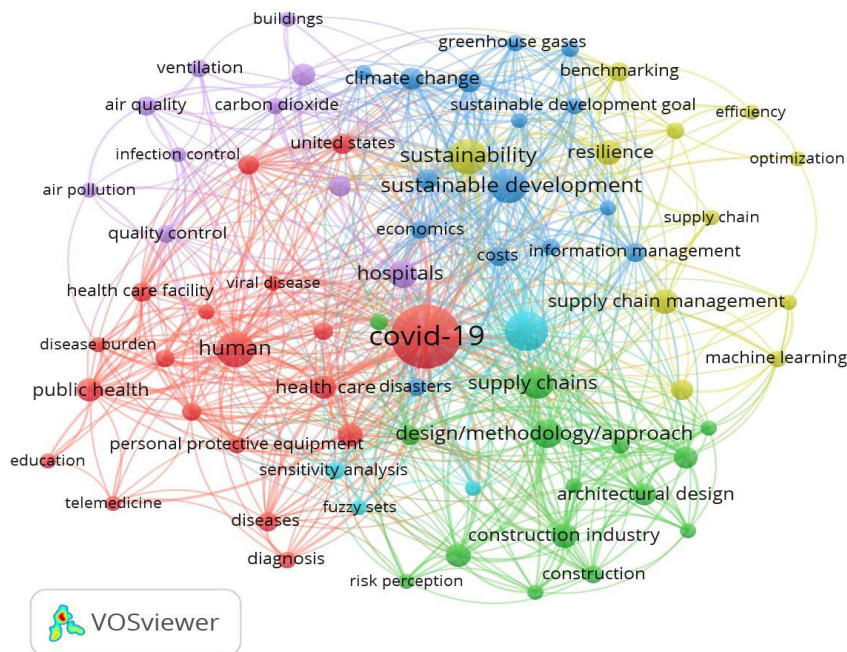 buildings
greenhouse gases
ventilation
climate change
benchmarking
air quality
carbon dioxide
sustainable development goal
efficiency
infection control
united states
sustainability
resilience
optimization
air pollution
sustainable development
supply chain
quality control
economics
costs
information management
hospitals
health care facility
viral disease
supply chain management
covid-19
disease burden
human
machine learning
public health
health care
disasters
supply chains
personal protective equipment
design/methodology/approach
education
sensitivity analysis
telemedicine
fuzzy sets
architectural design
diseases
construction industry
diagnosis
risk perception
construction
VOSviewer